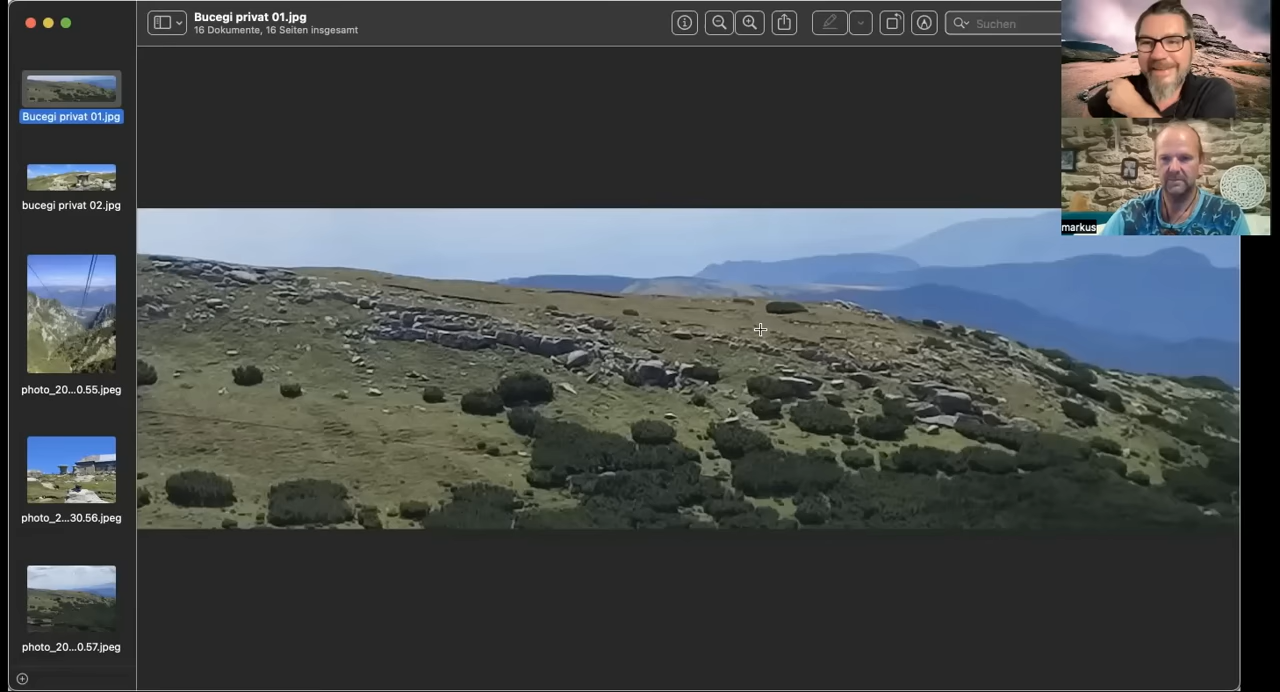 Bucegi privat 01.jpg
16 Dokumente, 16 Seiten insgesamt
Suchen
Bucegi privat 01.jpg
bucegi privat 02.jpg
photo_20...0.55.jpeg
photo_2...30.56.jpeg
photo_20...0.57.jpeg
markus